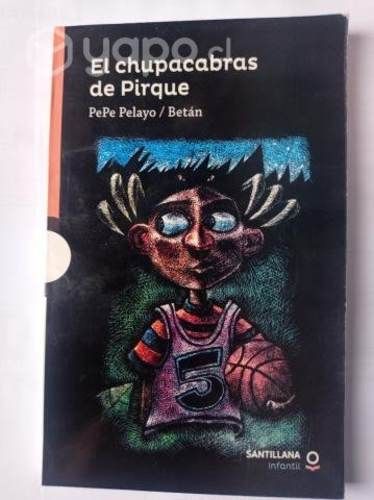 yapo.cl
El chupacabras
de Pirque
PePe Pelayo / Betán
5
SANTILLANA
infantil